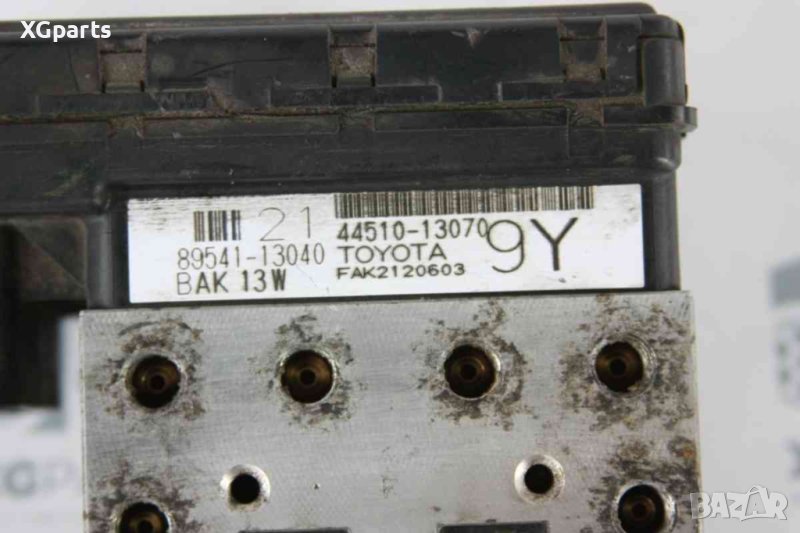 XGparts
21
44510-13070
89541-13040
TOYOTA
9Y
BAK 13W
FAK2120603
BAZAR